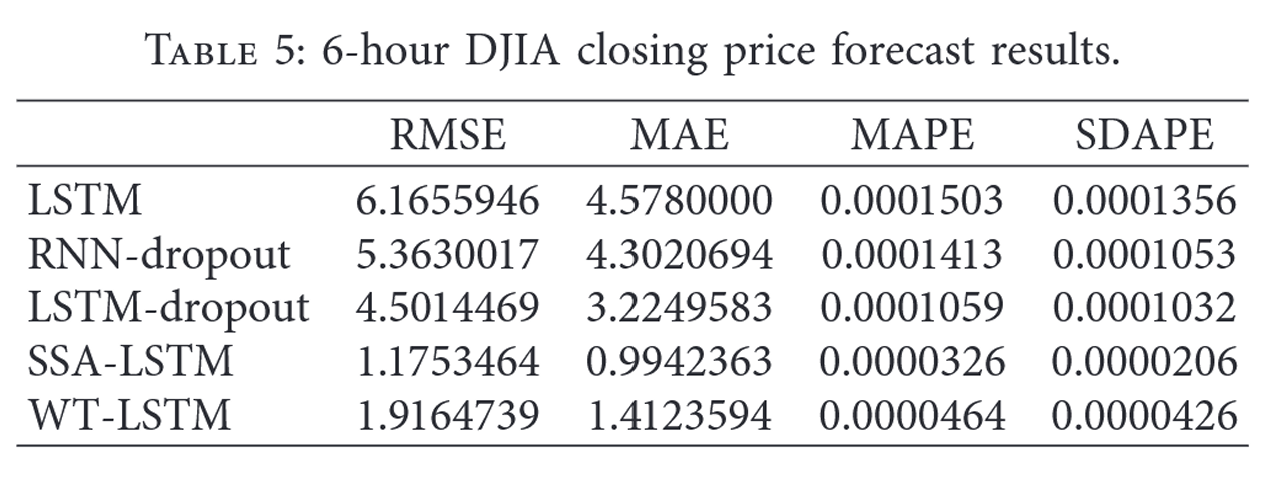 TABLE 5: 6-hour DJIA closing price forecast results.
RMSE MAE MAPE SDAPE
LSTM 6.1655946 4.5780000 0.0001503 0.0001356
RNN-dropout 5.3630017 4.3020694 0.0001413 0.0001053
LSTM-dropout 4.5014469 3.2249583 0.0001059 0.0001032
SSA-LSTM 1.1753464 0.9942363 0.0000326 0.0000206
WT-LSTM 1.9164739 1.4123594 0.0000464 0.0000426